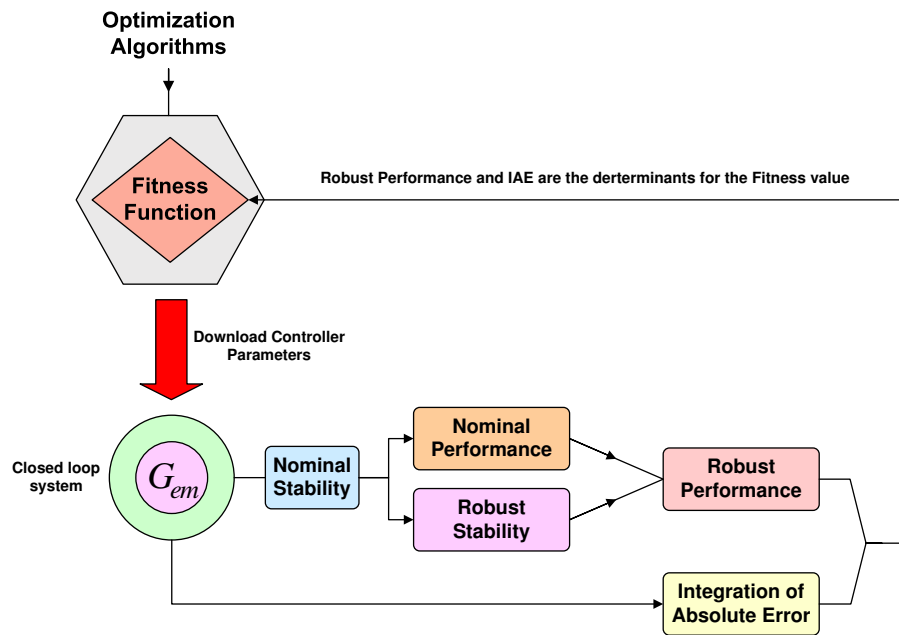 Optimization
Algorithms
Fitness
Function
Robust Performance and IAE are the derterminants for the Fitness value
Download Controller
Parameters
Closed loop
system
G_em
Nominal
Stability
Nominal
Performance
Robust
Stability
Robust
Performance
Integration of
Absolute Error